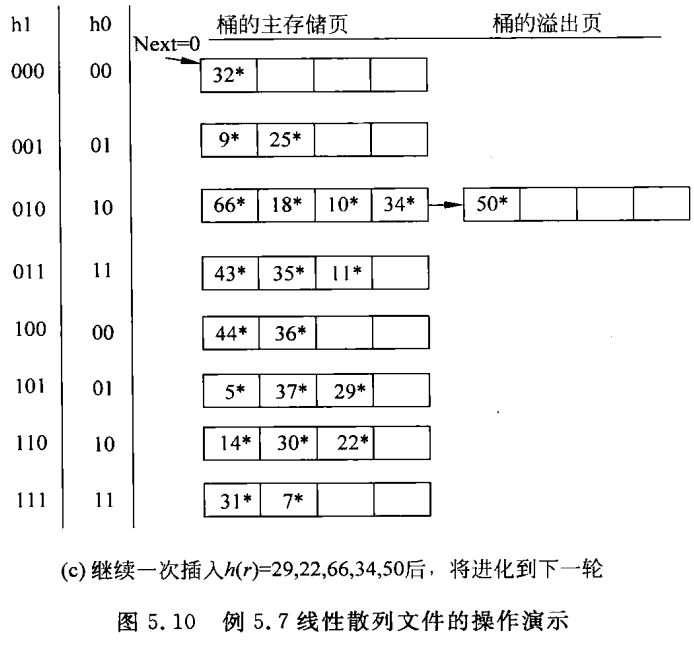 h1 h0 桶的主存储页 桶的溢出页
Next=0
000 00 32*
001 01 9* 25*
010 10 66* 18* 10* 34* 50*
011 11 43* 35* 11*
100 00 44* 36*
101 01 5* 37* 29*
110 10 14* 30* 22*
111 11 31* 7*
(c) 继续一次插入h(r)=29,22,66,34,50后，将进化到下一轮
图 5.10 例 5.7 线性散列文件的操作演示